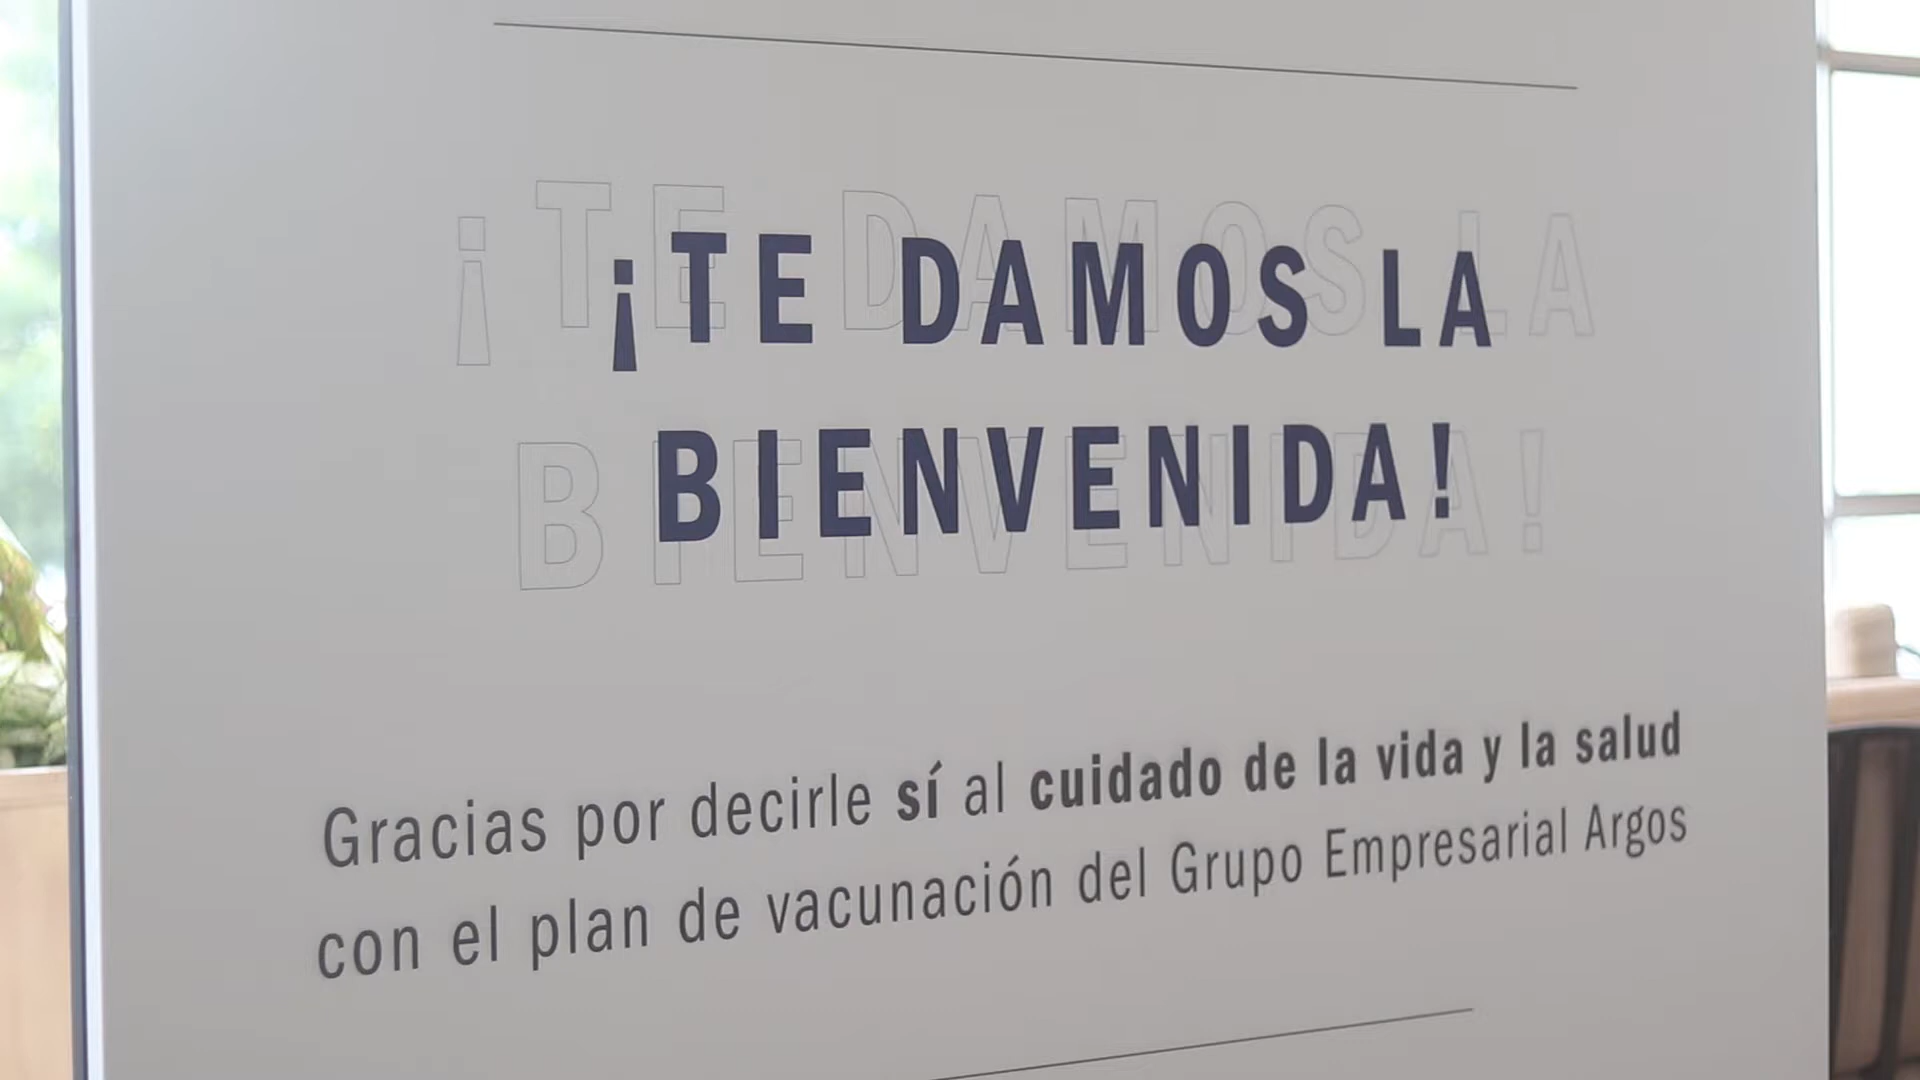 ¡TE DAMOS LA
BIENVENIDA!
Gracias por decirle sí al cuidado de la vida y la salud
con el plan de vacunación del Grupo Empresarial Argos